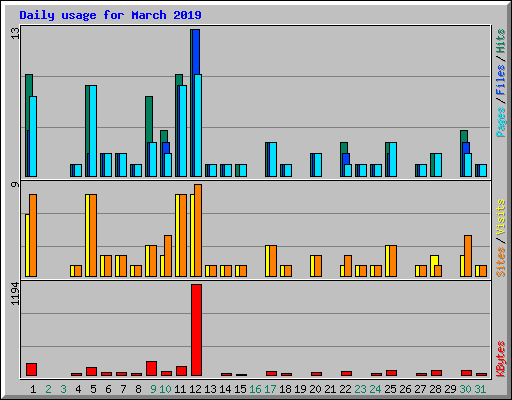 Daily usage for March 2019
13
Pages / Files / Hits
9
Sites / Visits
1194
KBytes
1 2 3 4 5 6 7 8 9 10 11 12 13 14 15 16 17 18 19 20 21 22 23 24 25 26 27 28 29 30 31